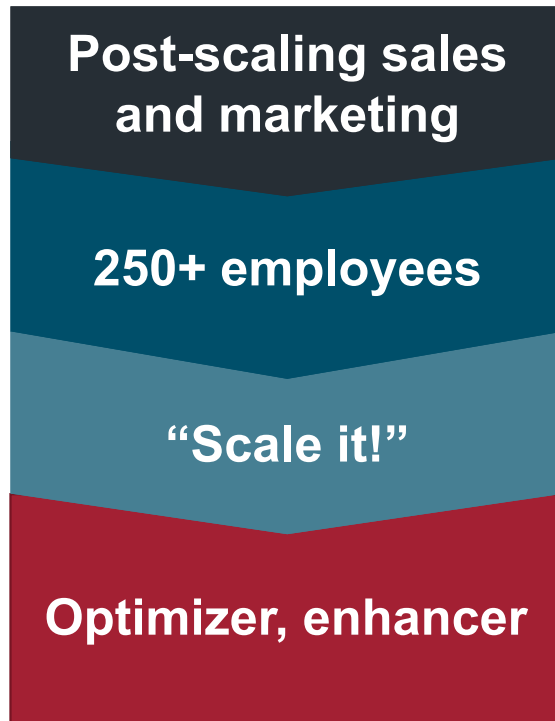 Post-scaling sales
and marketing
250+ employees
“Scale it!”
Optimizer, enhancer